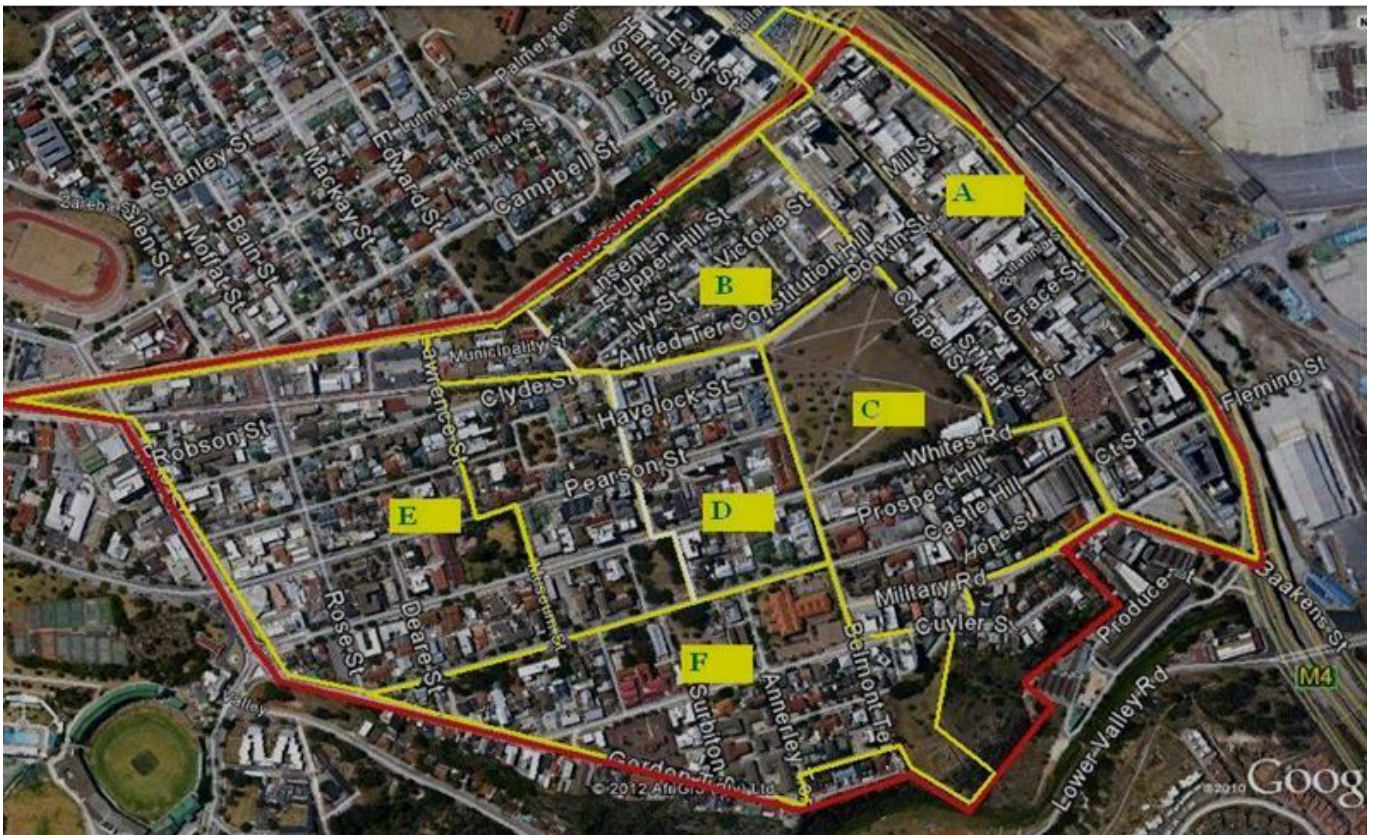 Evatt St
Hartman St
Smith St
Palmerston
Stanley St
Kemsley St
Campbell St
Mackay St
Bain St
Moffat St
Mill St
A
Upper Hill St
Victoria St
B
Ivy St
Alfred Ter
Constitution Hill
Donkin St
Grace St
Chapel St
St Mary's Ter
Municipality St
Lawrence St
Clyde St
Havelock St
C
Whites Rd
Fleming St
Robson St
Pearson St
Ct St
E
D
Prospect Hill
Castle Hill
Hope St
Military Rd
Cuyler S
Produce St
Baakens St
Rose St
Deare St
F
Belmont Te
M4
Valley
Surbiton
Annerley
Lower Valley Rd
© 2012 AfriGIS (Pty) Ltd
©2010
Goog